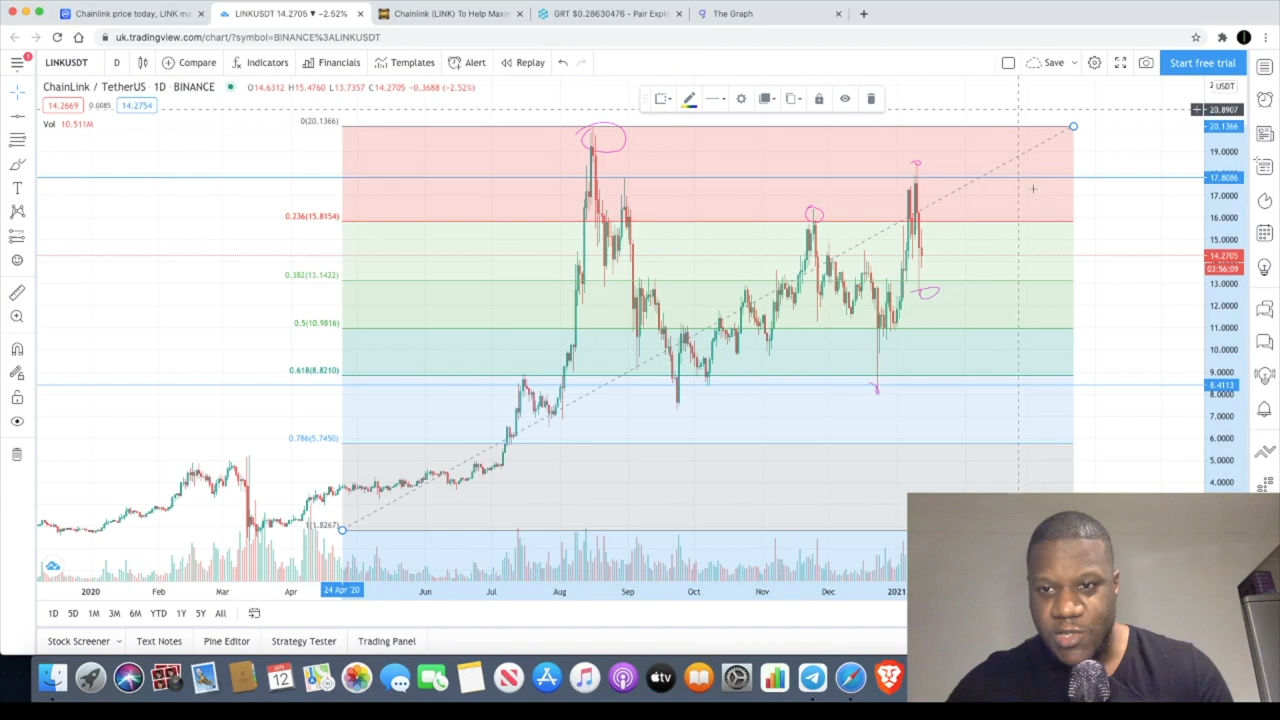 Chainlink price today, LINK ma
LINKUSDT 14.2705 ▼ −2.52%
Chainlink (LINK) To Help Maxim
GRT $0.28630476 - Pair Explo
The Graph
uk.tradingview.com/chart/?symbol=BINANCE%3ALINKUSDT
LINKUSDT D Compare Indicators Financials Templates Alert Replay Save Start free trial
ChainLink / TetherUS · 1D · BINANCE O14.6312 H15.4760 L13.7357 C14.2705 −0.3688 (−2.52%)
14.2669 0.0085 14.2754
Vol 10.511M
USDT
20.8907
0(20.1366)
20.1366
19.0000
17.8086
17.0000
0.236(15.8154)
16.0000
15.0000
14.2705
03:56:09
0.382(13.1422)
13.0000
12.0000
0.5(10.9816)
11.0000
10.0000
0.618(8.8210)
9.0000
8.4113
8.0000
7.0000
0.786(5.7450)
6.0000
5.0000
4.0000
1(1.8267)
2020 Feb Mar Apr 24 Apr '20 Jun Jul Aug Sep Oct Nov Dec 2021
1D 5D 1M 3M 6M YTD 1Y 5Y All
Stock Screener Text Notes Pine Editor Strategy Tester Trading Panel
JAN
12
tv